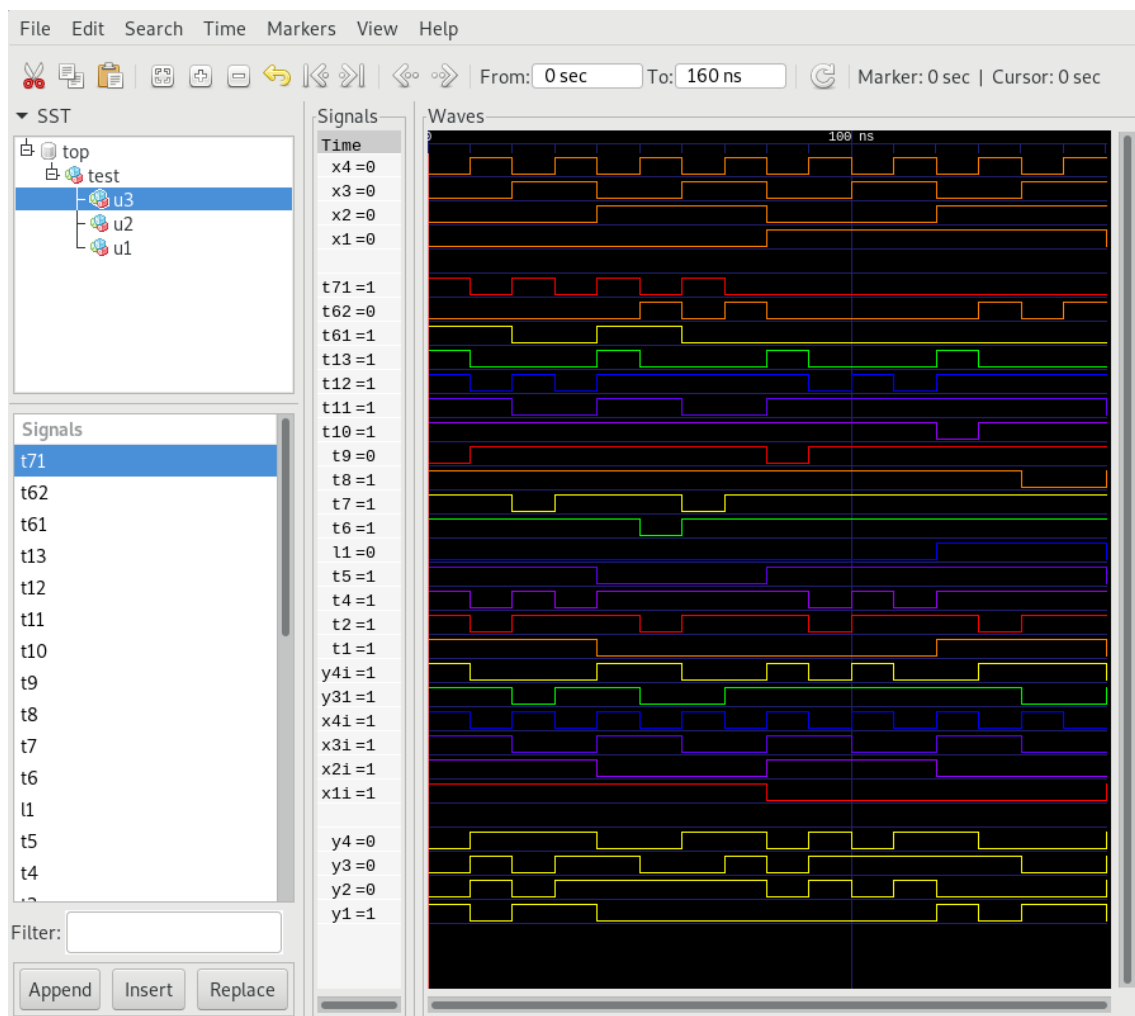 File Edit Search Time Markers View Help
From: 0 sec To: 160 ns Marker: 0 sec | Cursor: 0 sec
SST
top
test
u3
u2
u1
Signals
t71
t62
t61
t13
t12
t11
t10
t9
t8
t7
t6
l1
t5
t4
Filter:
Append Insert Replace
Signals
Time
x4=0
x3=0
x2=0
x1=0
t71=1
t62=0
t61=1
t13=1
t12=1
t11=1
t10=1
t9=0
t8=1
t7=1
t6=1
l1=0
t5=1
t4=1
t2=1
t1=1
y4i=1
y31=1
x4i=1
x3i=1
x2i=1
x1i=1
y4=0
y3=0
y2=0
y1=1
Waves
0 100 ns